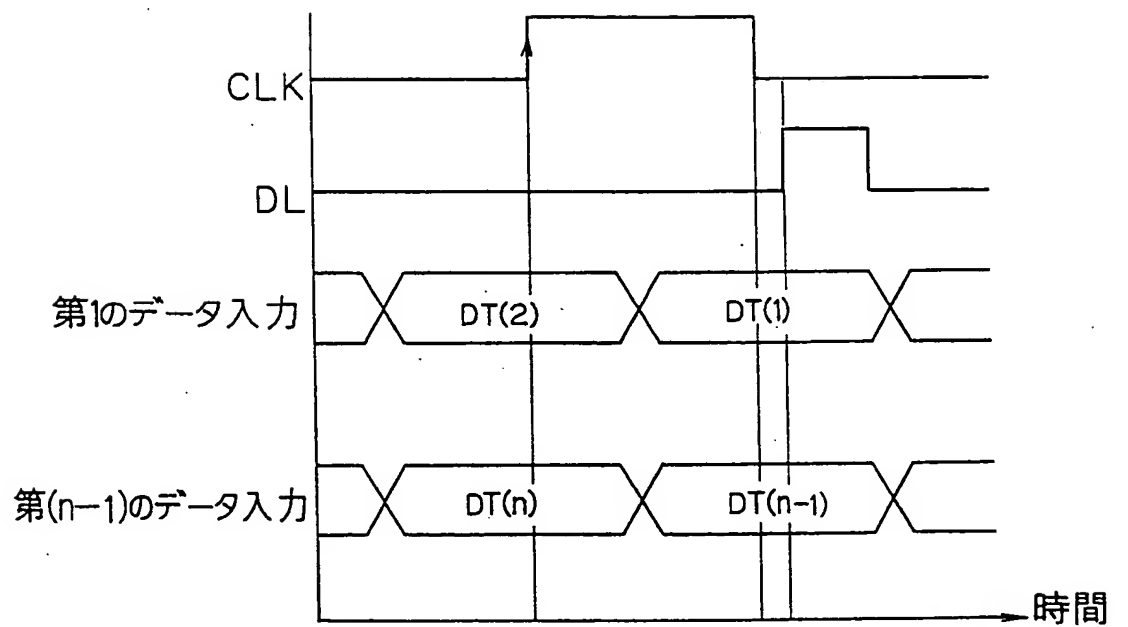 CLK
DL
第1のデータ入力 DT(2) DT(1)
第(n-1)のデータ入力 DT(n) DT(n-1)
時間